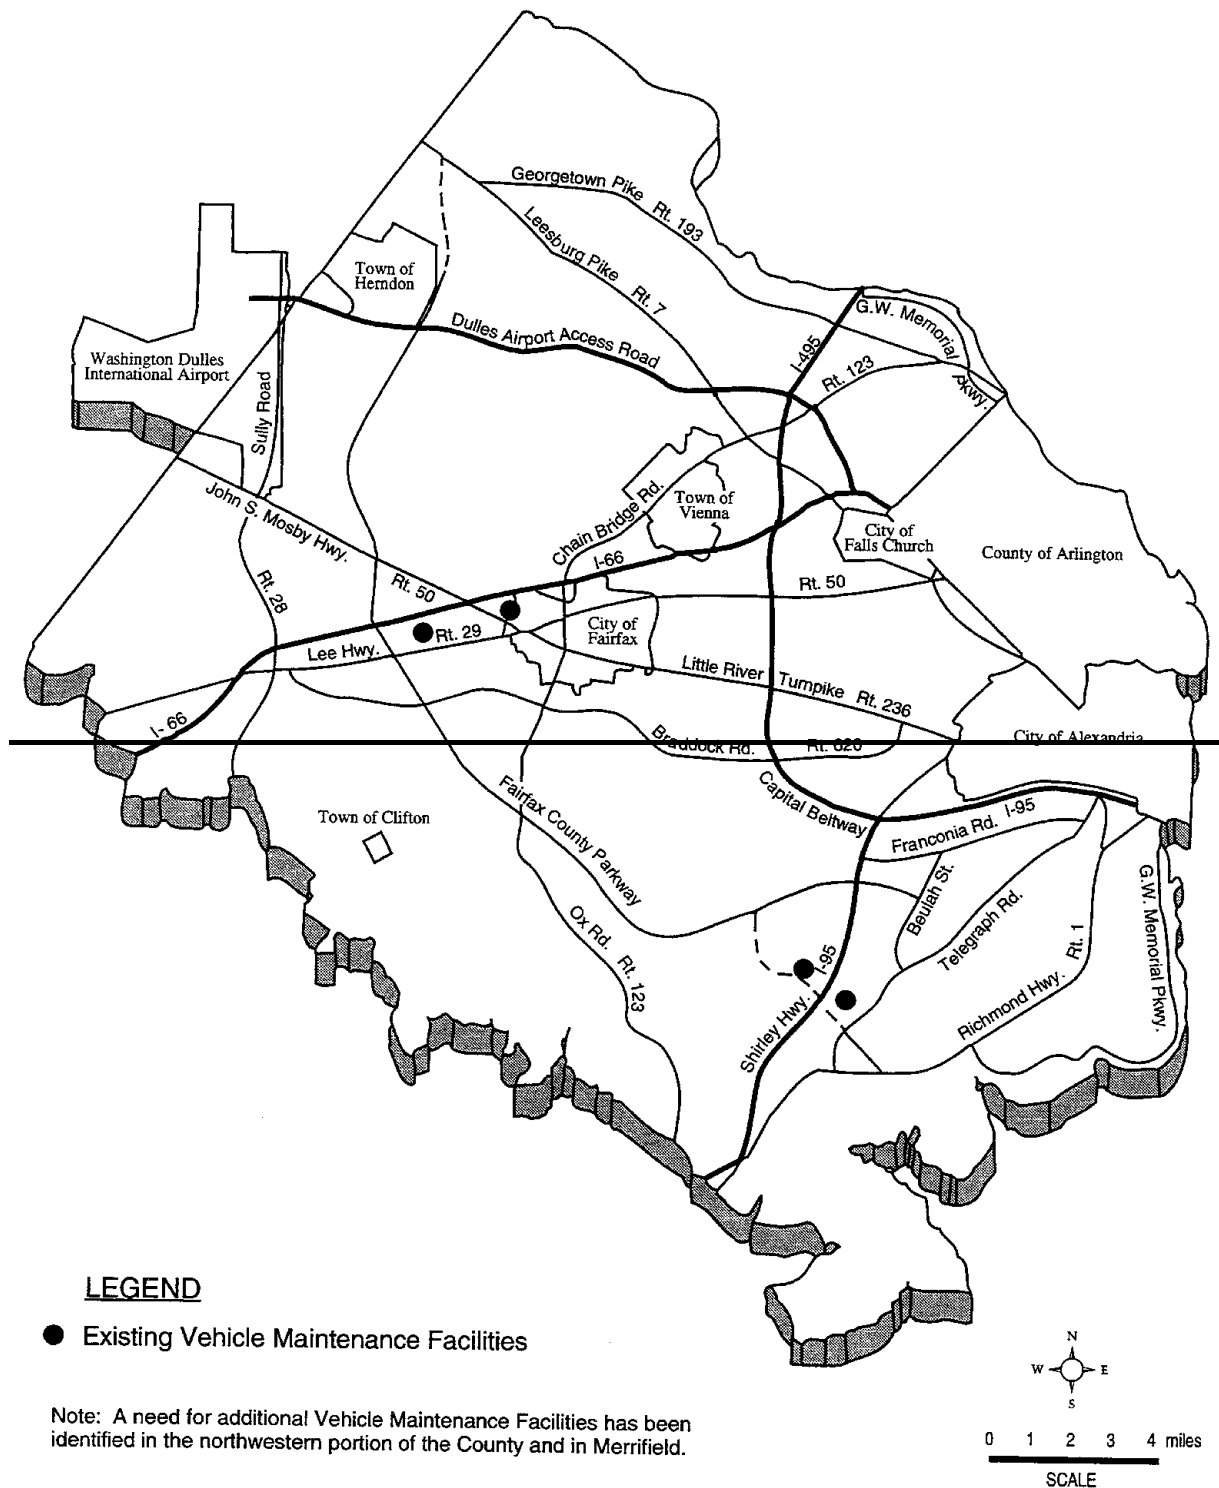 Georgetown Pike Rt. 193
Leesburg Pike Rt. 7
Town of
Herndon
G.W. Memorial Pkwy.
Dulles Airport Access Road
I-495
Rt. 123
Washington Dulles
International Airport
Sully Road
John S. Mosby Hwy.
Rt. 50
Chain Bridge Rd.
Town of
Vienna
City of
Falls Church
County of Arlington
I-66
Rt. 28
Rt. 50
Rt. 29
Lee Hwy.
City of
Fairfax
Little River Turnpike Rt. 236
I-66
Braddock Rd. Rt. 620
City of Alexandria
Capital Beltway
Fairfax County Parkway
Town of Clifton
Franconia Rd. I-95
Beulah St.
Telegraph Rd.
G.W. Memorial Pkwy.
Ox Rd. Rt. 123
I-95
Rt. 1
Shirley Hwy.
Richmond Hwy.
LEGEND
Existing Vehicle Maintenance Facilities
Note: A need for additional Vehicle Maintenance Facilities has been
identified in the northwestern portion of the County and in Merrifield.
N
W E
S
0 1 2 3 4 miles
SCALE